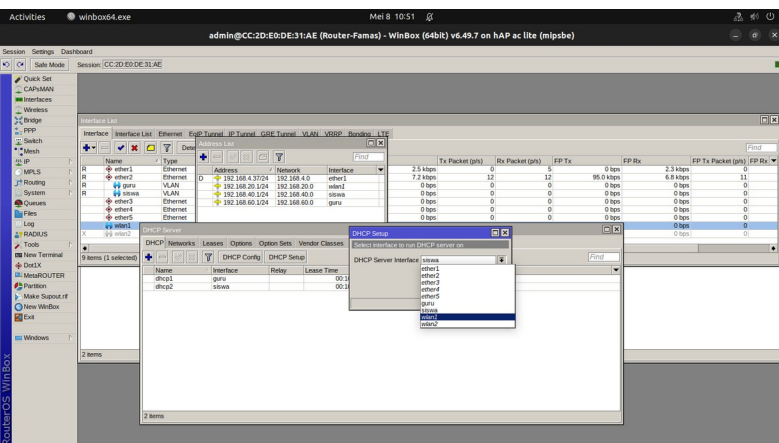 Activities winbox64.exe Mei 8 10:51
admin@CC:2D:E0:DE:31:AE (Router-Famas) - WinBox (64bit) v6.49.7 on hAP ac lite (mipsbe)
Session Settings Dashboard
Safe Mode Session: CC:2D:E0:DE:31:AE
Quick Set
CAPsMAN
Interfaces
Wireless
Bridge
PPP
Switch
Mesh
IP
MPLS
Routing
System
Queues
Files
Log
RADIUS
Tools
New Terminal
Dot1X
MetaROUTER
Partition
Make Supout.rif
New WinBox
Exit
Windows
RouterOS WinBox
Interface List
Interface Interface List Ethernet EoIP Tunnel IP Tunnel GRE Tunnel VLAN VRRP Bonding LTE
Dete
Find
Name Type Tx Packet (p/s) Rx Packet (p/s) FP Tx FP Rx FP Tx Packet (p/s) FP Rx
R ether1 Ethernet 2.5 kbps 0 5 0 bps 2.3 kbps 0
R ether2 Ethernet 7.2 kbps 12 12 95.0 kbps 6.8 kbps 11
R guru VLAN 0 bps 0 0 0 bps 0 bps 0
R siswa VLAN 0 bps 0 0 0 bps 0 bps 0
ether3 Ethernet 0 bps 0 0 0 bps 0 bps 0
ether4 Ethernet 0 bps 0 0 0 bps 0 bps 0
ether5 Ethernet 0 bps 0 0 0 bps 0 bps 0
wlan1 0 bps 0
X wlan2 0 bps 0
9 items (1 selected)
2 items
Address List
Find
Address Network Interface
D 192.168.4.37/24 192.168.4.0 ether1
192.168.20.1/24 192.168.20.0 wlan1
192.168.40.1/24 192.168.40.0 siswa
192.168.60.1/24 192.168.60.0 guru
DHCP Server
DHCP Networks Leases Options Option Sets Vendor Classes
DHCP Config DHCP Setup
Find
Name Interface Relay Lease Time
dhcp1 guru 00:10
dhcp2 siswa 00:10
2 items
DHCP Setup
Select interface to run DHCP server on
DHCP Server Interface: siswa
ether1
ether2
ether3
ether4
ether5
guru
siswa
wlan1
wlan2